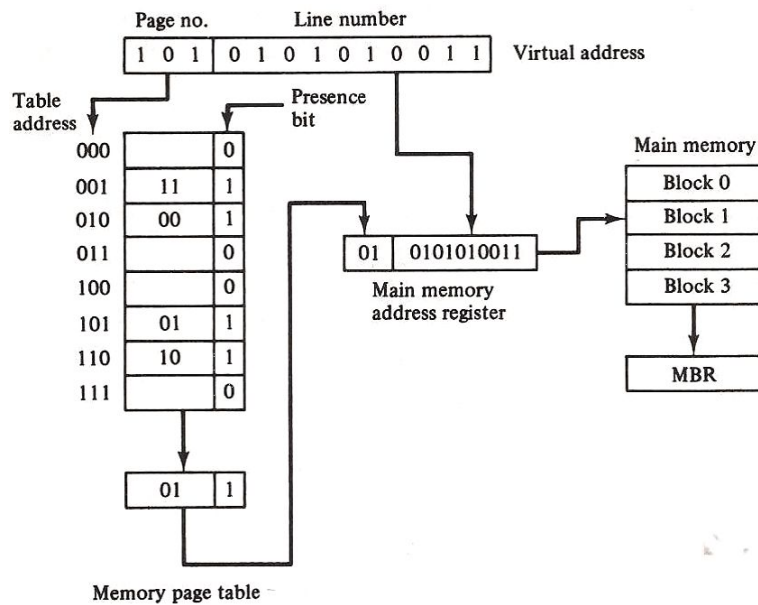 Page no. Line number
1 0 1 0 1 0 1 0 1 0 0 1 1 Virtual address
Table
address
Presence
bit
000 0
001 11 1
010 00 1
011 0
100 0
101 01 1
110 10 1
111 0
01 1
Memory page table
01 0101010011
Main memory
address register
Main memory
Block 0
Block 1
Block 2
Block 3
MBR